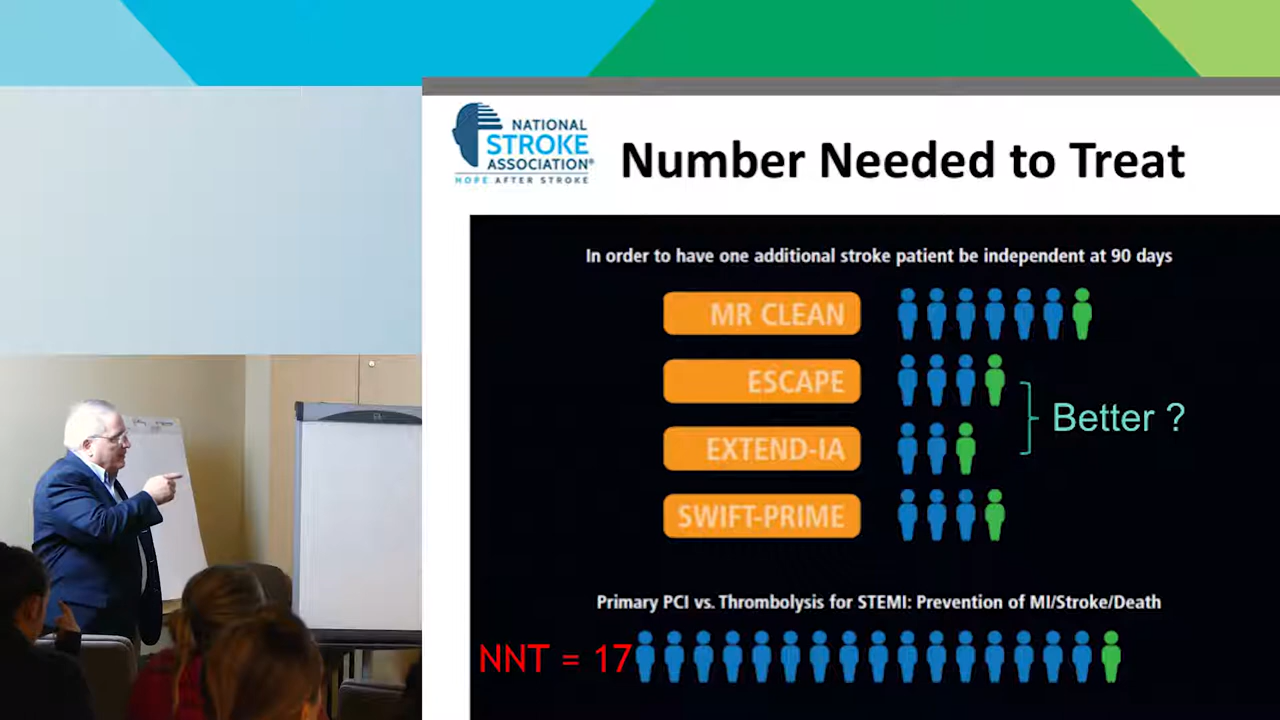 NATIONAL
STROKE
ASSOCIATION®
HOPE AFTER STROKE
Number Needed to Treat
In order to have one additional stroke patient be independent at 90 days
MR CLEAN
ESCAPE
EXTEND-IA
SWIFT-PRIME
Better ?
Primary PCI vs. Thrombolysis for STEMI: Prevention of MI/Stroke/Death
NNT = 17